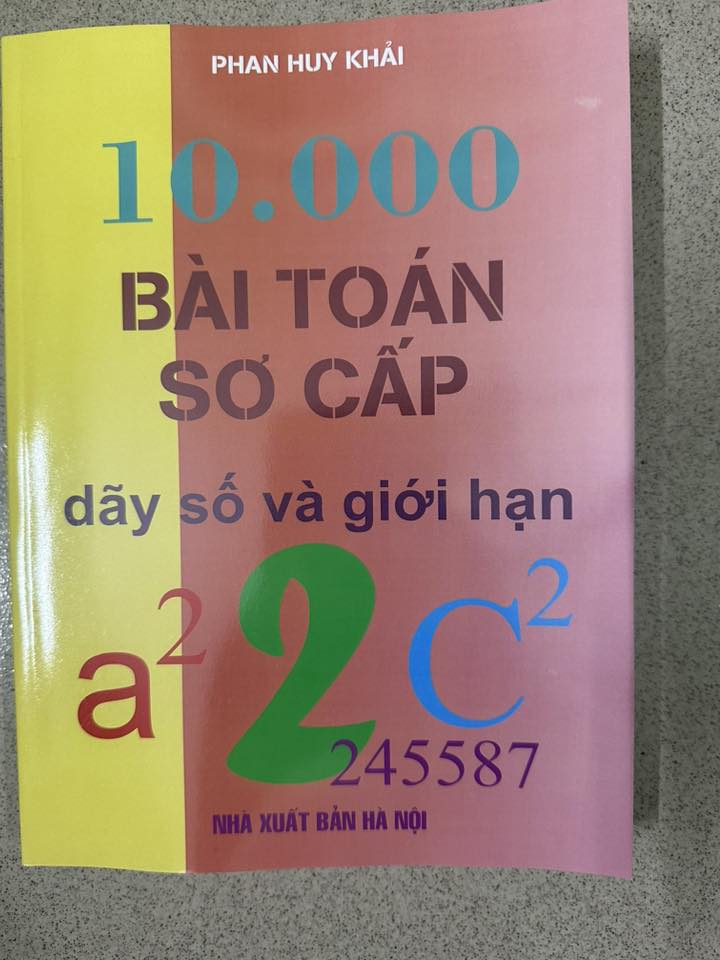 PHAN HUY KHẢI
10.000
BÀI TOÁN
SƠ CẤP
dãy số và giới hạn
a² 2 C²
245587
NHÀ XUẤT BẢN HÀ NỘI